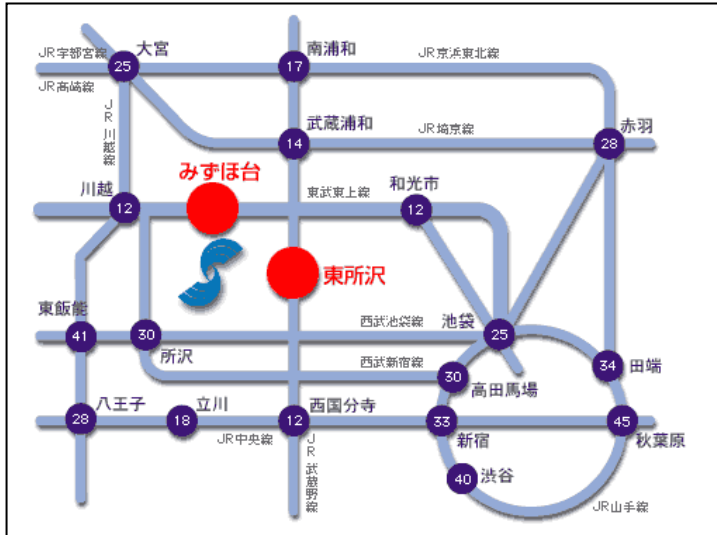 JR宇都宮線
大宮
南浦和
JR京浜東北線
25
17
JR高崎線
JR川越線
武蔵浦和
JR埼京線
赤羽
14
28
みずほ台
川越
東武東上線
和光市
12
12
東所沢
東飯能
西武池袋線
池袋
41
30
25
所沢
西武新宿線
34
田端
30
高田馬場
八王子
立川
西国分寺
28
18
12
33
45
JR中央線
新宿
秋葉原
JR武蔵野線
40
渋谷
JR山手線